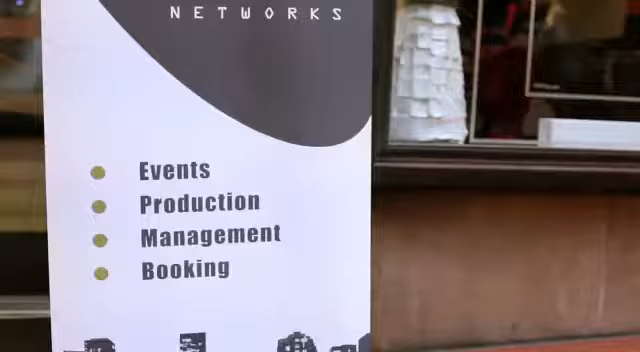 NETWORKS
Events
Production
Management
Booking